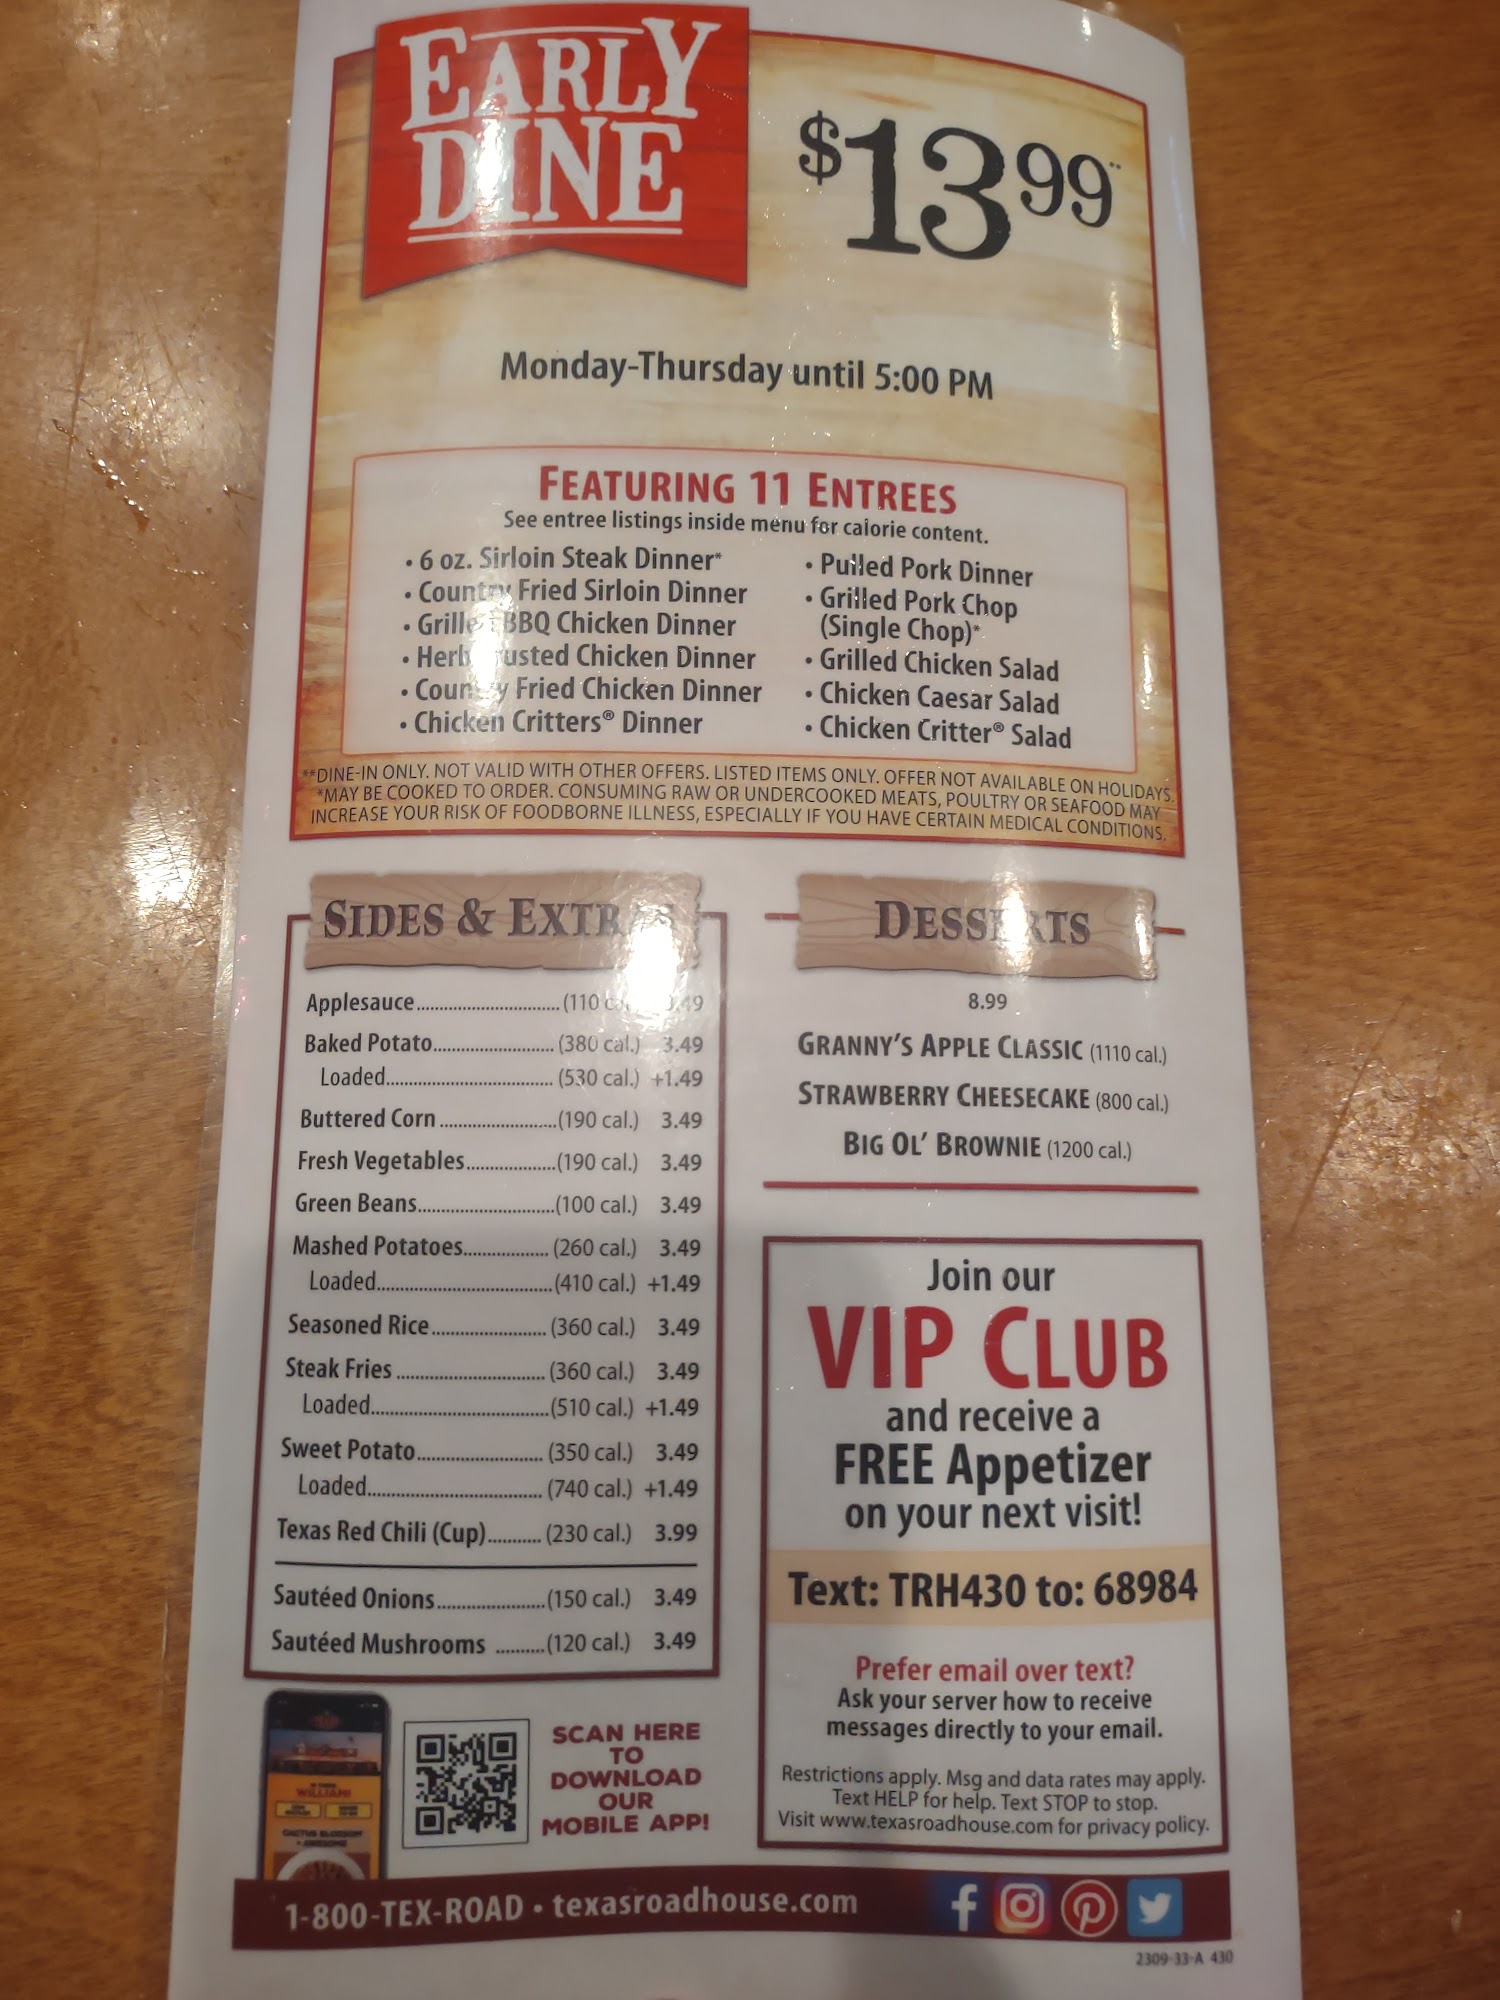 EARLY
DINE
$13.99**
Monday-Thursday until 5:00 PM
FEATURING 11 ENTREES
See entree listings inside menu for calorie content.
• 6 oz. Sirloin Steak Dinner*
• Country Fried Sirloin Dinner
• Grilled BBQ Chicken Dinner
• Herb Crusted Chicken Dinner
• Country Fried Chicken Dinner
• Chicken Critters® Dinner
• Pulled Pork Dinner
• Grilled Pork Chop
(Single Chop)*
• Grilled Chicken Salad
• Chicken Caesar Salad
• Chicken Critter® Salad
**DINE-IN ONLY. NOT VALID WITH OTHER OFFERS. LISTED ITEMS ONLY. OFFER NOT AVAILABLE ON HOLIDAYS.
*MAY BE COOKED TO ORDER. CONSUMING RAW OR UNDERCOOKED MEATS, POULTRY OR SEAFOOD MAY
INCREASE YOUR RISK OF FOODBORNE ILLNESS, ESPECIALLY IF YOU HAVE CERTAIN MEDICAL CONDITIONS.
SIDES & EXTRAS
Applesauce (110 cal.) 3.49
Baked Potato (380 cal.) 3.49
Loaded (530 cal.) +1.49
Buttered Corn (190 cal.) 3.49
Fresh Vegetables (190 cal.) 3.49
Green Beans (100 cal.) 3.49
Mashed Potatoes (260 cal.) 3.49
Loaded (410 cal.) +1.49
Seasoned Rice (360 cal.) 3.49
Steak Fries (360 cal.) 3.49
Loaded (510 cal.) +1.49
Sweet Potato (350 cal.) 3.49
Loaded (740 cal.) +1.49
Texas Red Chili (Cup) (230 cal.) 3.99
Sautéed Onions (150 cal.) 3.49
Sautéed Mushrooms (120 cal.) 3.49
DESSERTS
8.99
GRANNY'S APPLE CLASSIC (1110 cal.)
STRAWBERRY CHEESECAKE (800 cal.)
BIG OL' BROWNIE (1200 cal.)
Join our
VIP CLUB
and receive a
FREE Appetizer
on your next visit!
Text: TRH430 to: 68984
Prefer email over text?
Ask your server how to receive
messages directly to your email.
Restrictions apply. Msg and data rates may apply.
Text HELP for help. Text STOP to stop.
Visit www.texasroadhouse.com for privacy policy.
WILLIAM!
CACTUS BLOSSOM
SCAN HERE
TO
DOWNLOAD
OUR
MOBILE APP!
1-800-TEX-ROAD • texasroadhouse.com
2309-33-A 430